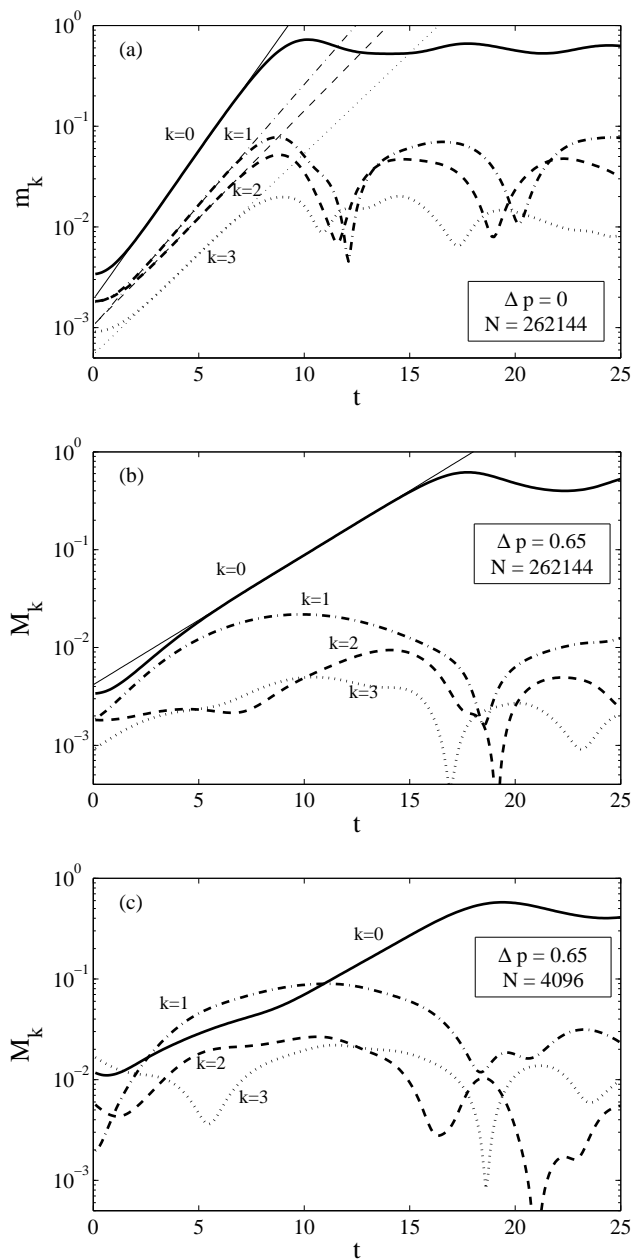 10^0
(a)
10^-1
k=0
k=1
m_k
k=2
10^-2
k=3
Δ p = 0
N = 262144
10^-3
0 5 10 15 20 25
t
10^0
(b)
Δ p = 0.65
N = 262144
10^-1
k=0
M_k
k=1
10^-2
k=2
k=3
10^-3
0 5 10 15 20 25
t
10^0
(c)
k=0
Δ p = 0.65
N = 4096
10^-1
k=1
M_k
10^-2
k=2
k=3
10^-3
0 5 10 15 20 25
t